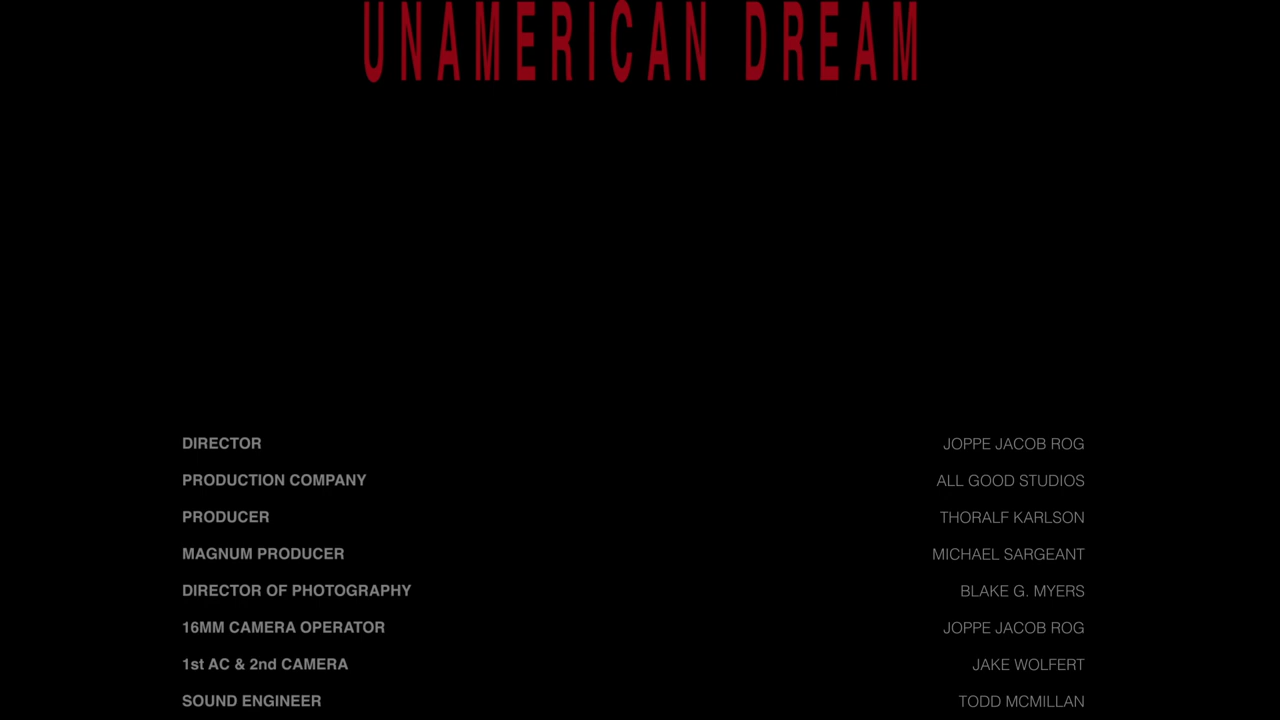 UNAMERICAN DREAM
DIRECTOR JOPPE JACOB ROG
PRODUCTION COMPANY ALL GOOD STUDIOS
PRODUCER THORALF KARLSON
MAGNUM PRODUCER MICHAEL SARGEANT
DIRECTOR OF PHOTOGRAPHY BLAKE G. MYERS
16MM CAMERA OPERATOR JOPPE JACOB ROG
1st AC & 2nd CAMERA JAKE WOLFERT
SOUND ENGINEER TODD MCMILLAN